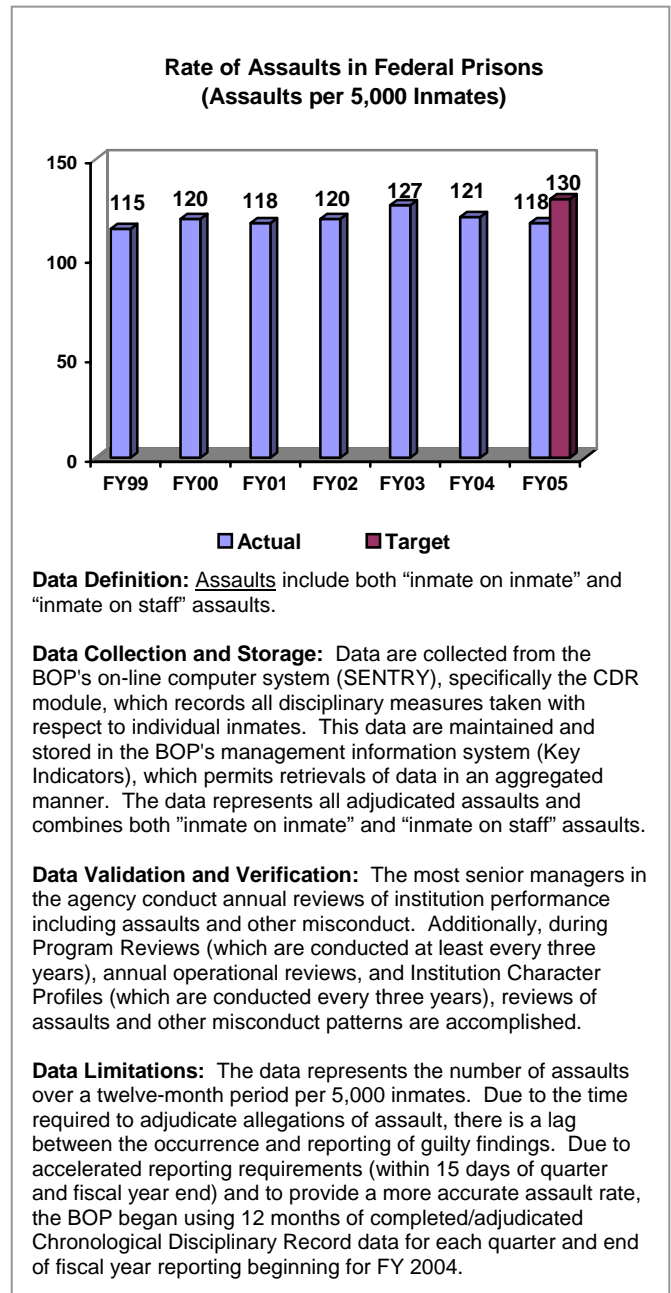 Rate of Assaults in Federal Prisons
(Assaults per 5,000 Inmates)
150
100
50
0
115
120
118
120
127
121
118
130
FY99 FY00 FY01 FY02 FY03 FY04 FY05
Actual Target
Data Definition: Assaults include both “inmate on inmate” and
“inmate on staff” assaults.
Data Collection and Storage: Data are collected from the
BOP's on-line computer system (SENTRY), specifically the CDR
module, which records all disciplinary measures taken with
respect to individual inmates. This data are maintained and
stored in the BOP's management information system (Key
Indicators), which permits retrievals of data in an aggregated
manner. The data represents all adjudicated assaults and
combines both ”inmate on inmate” and “inmate on staff” assaults.
Data Validation and Verification: The most senior managers in
the agency conduct annual reviews of institution performance
including assaults and other misconduct. Additionally, during
Program Reviews (which are conducted at least every three
years), annual operational reviews, and Institution Character
Profiles (which are conducted every three years), reviews of
assaults and other misconduct patterns are accomplished.
Data Limitations: The data represents the number of assaults
over a twelve-month period per 5,000 inmates. Due to the time
required to adjudicate allegations of assault, there is a lag
between the occurrence and reporting of guilty findings. Due to
accelerated reporting requirements (within 15 days of quarter
and fiscal year end) and to provide a more accurate assault rate,
the BOP began using 12 months of completed/adjudicated
Chronological Disciplinary Record data for each quarter and end
of fiscal year reporting beginning for FY 2004.